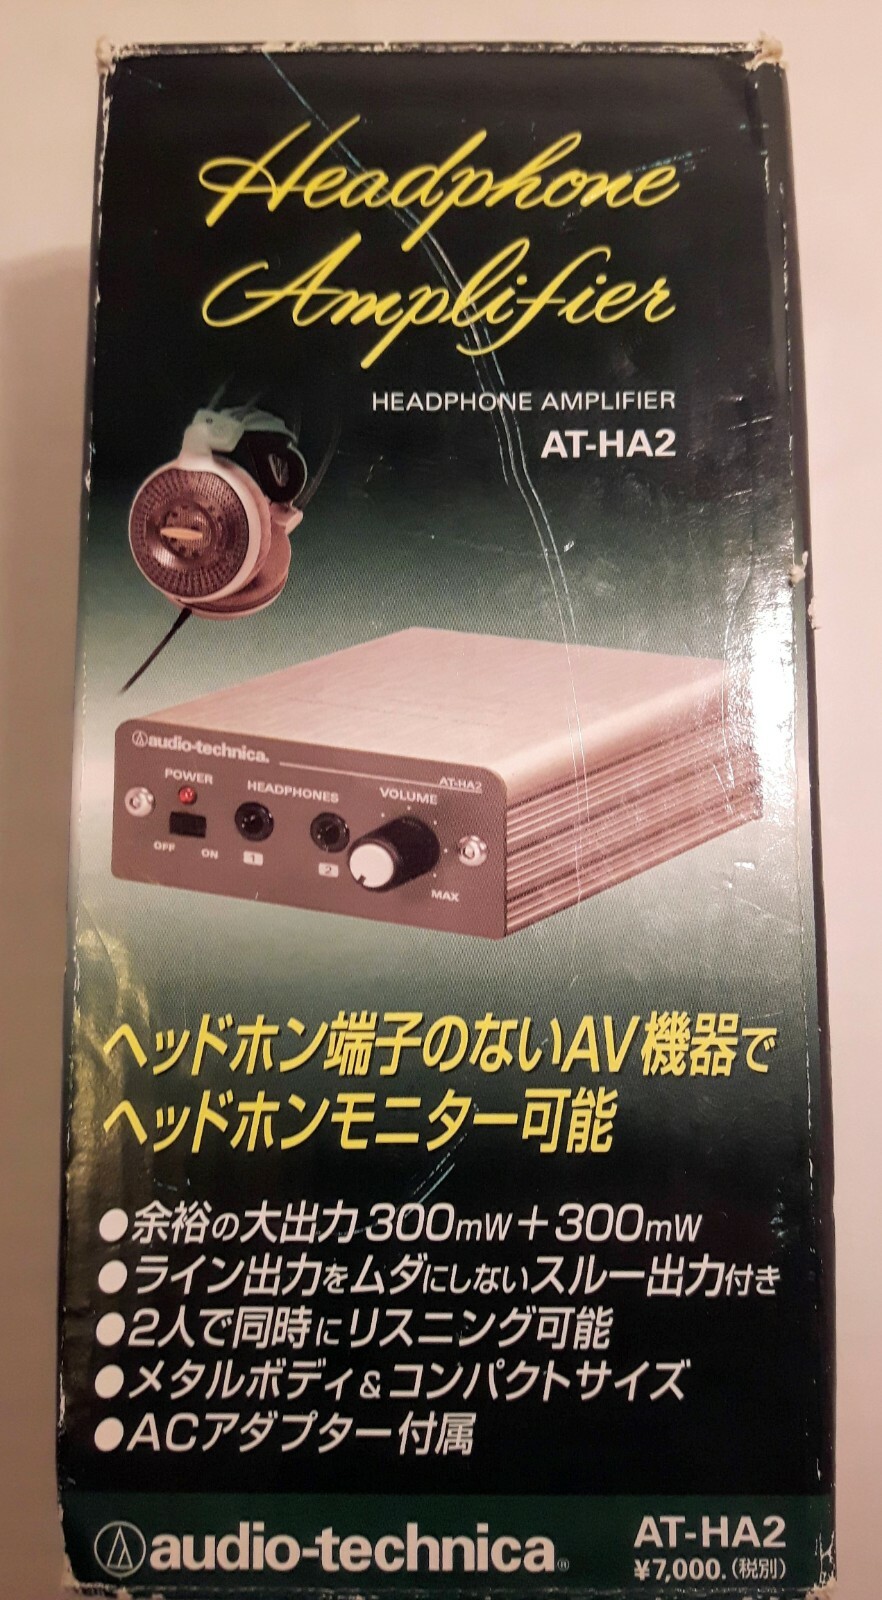 Headphone
Amplifier
HEADPHONE AMPLIFIER
AT-HA2
audio-technica.
AT-HA2
POWER
HEADPHONES
VOLUME
OFF
ON
1
2
MAX
ヘッドホン端子のないAV機器で
ヘッドホンモニター可能
●余裕の大出力300mW+300mW
●ライン出力をムダにしないスルー出力付き
●2人で同時にリスニング可能
●メタルボディ&コンパクトサイズ
●ACアダプター付属
audio-technica®
AT-HA2
¥7,000.(税別)